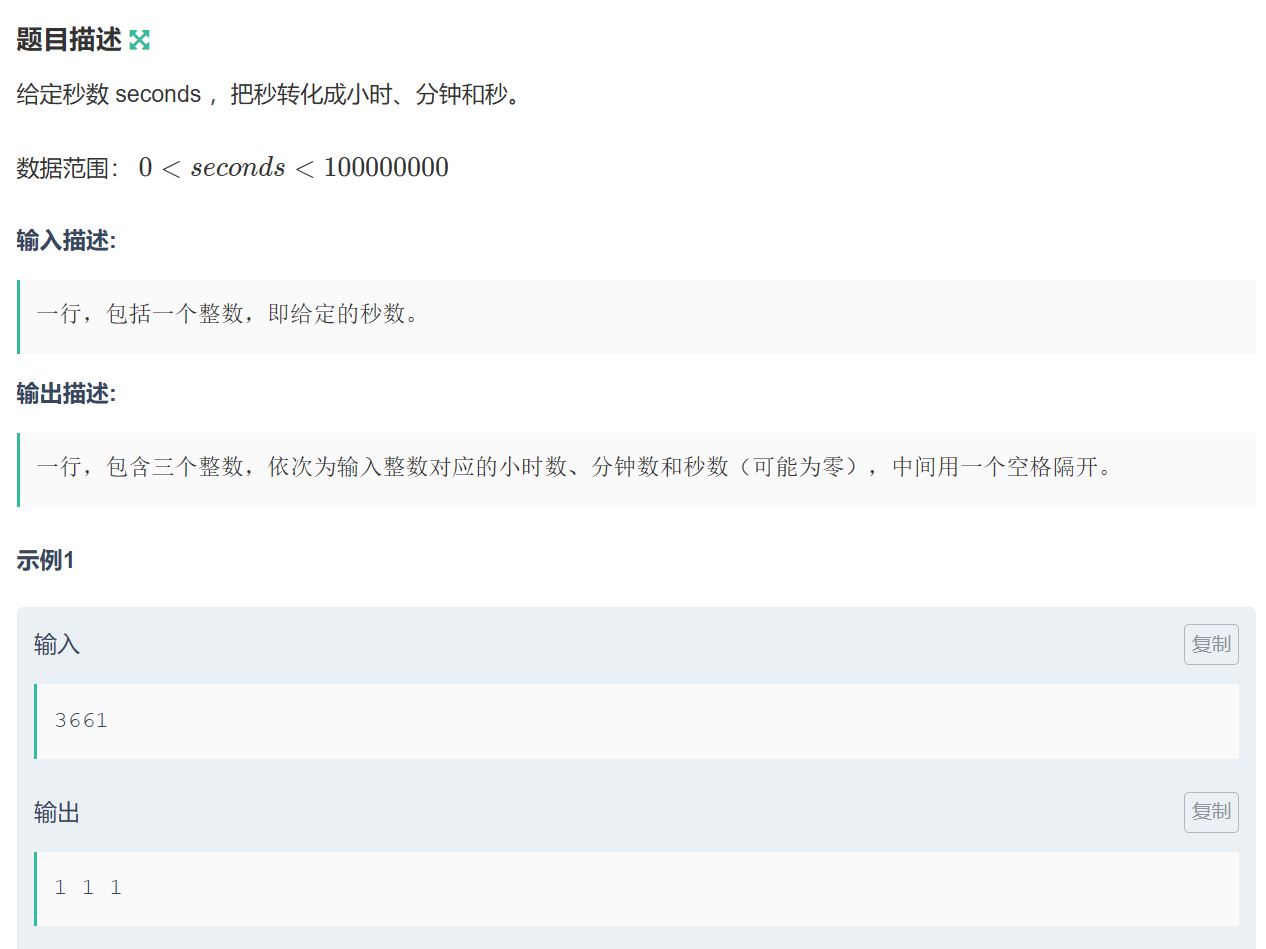 题目描述
给定秒数 seconds ，把秒转化成小时、分钟和秒。
数据范围： 0 < seconds < 100000000
输入描述:
一行，包括一个整数，即给定的秒数。
输出描述:
一行，包含三个整数，依次为输入整数对应的小时数、分钟数和秒数（可能为零），中间用一个空格隔开。
示例1
输入
复制
3661
输出
复制
1 1 1